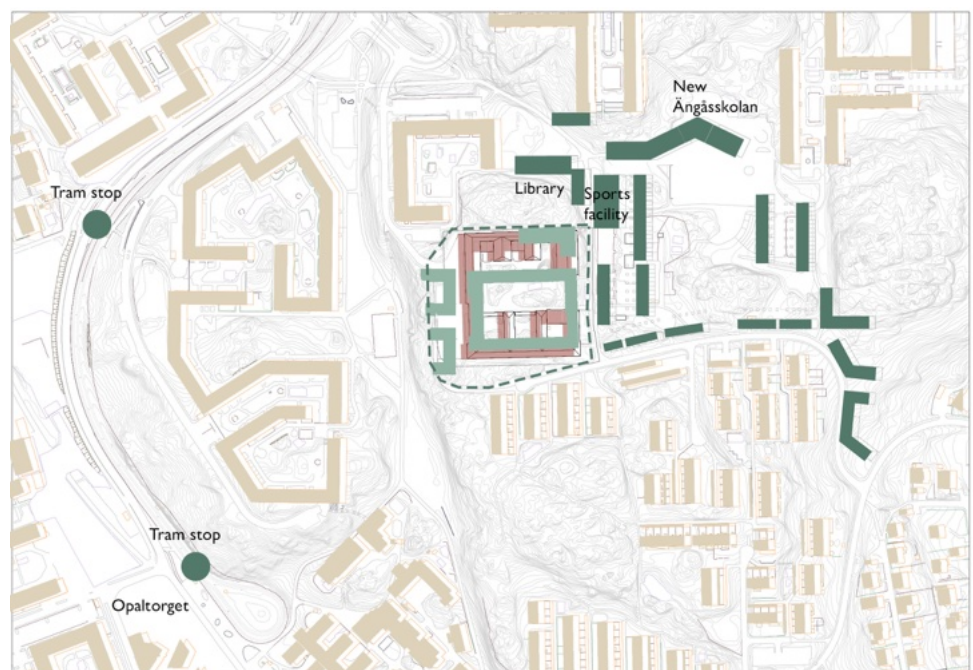 New
Ängåsskolan
Tram stop
Library
Sports
facility
Tram stop
Opaltorget